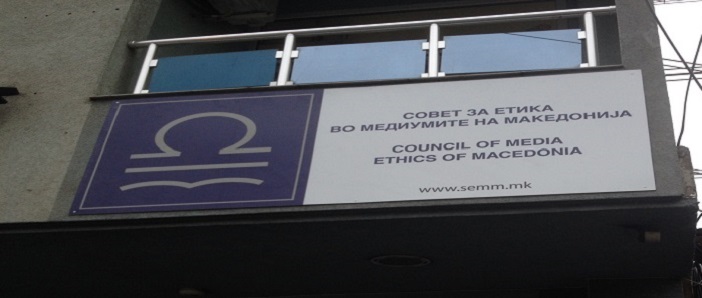 СОВЕТ ЗА ЕТИКА
ВО МЕДИУМИТЕ НА МАКЕДОНИЈА
COUNCIL OF MEDIA
ETHICS OF MACEDONIA
www.semm.mk